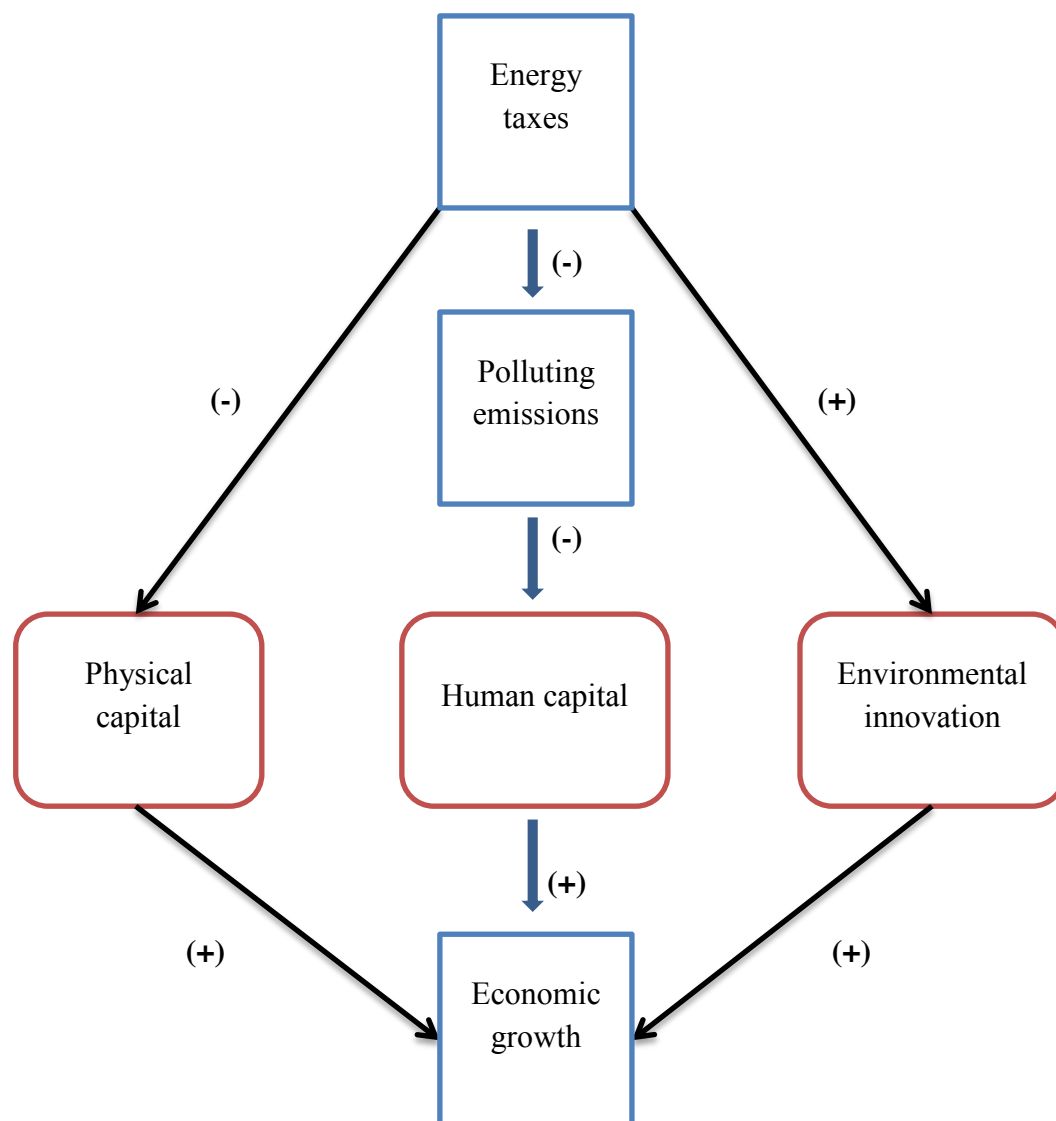 Energy
taxes
(-)
Polluting
emissions
(-)
(+)
(-)
Physical
capital
Human capital
Environmental
innovation
(+)
(+)
(+)
Economic
growth